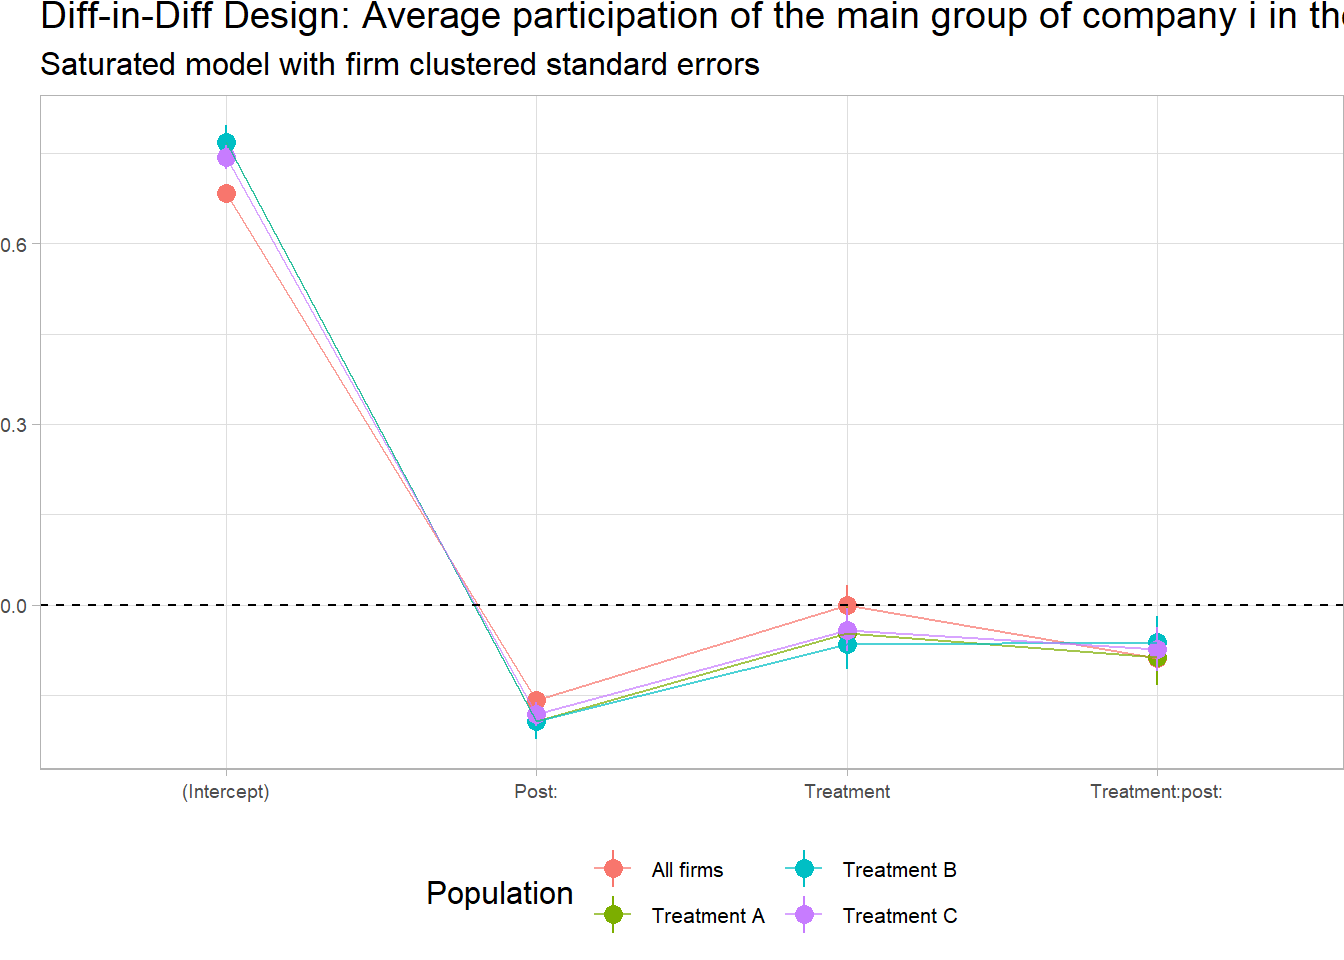 Diff-in-Diff Design: Average participation of the main group of company i in
Saturated model with firm clustered standard errors
0.6
0.3
0.0
(Intercept) Post: Treatment Treatment:post:
Population
All firms Treatment B
Treatment A Treatment C